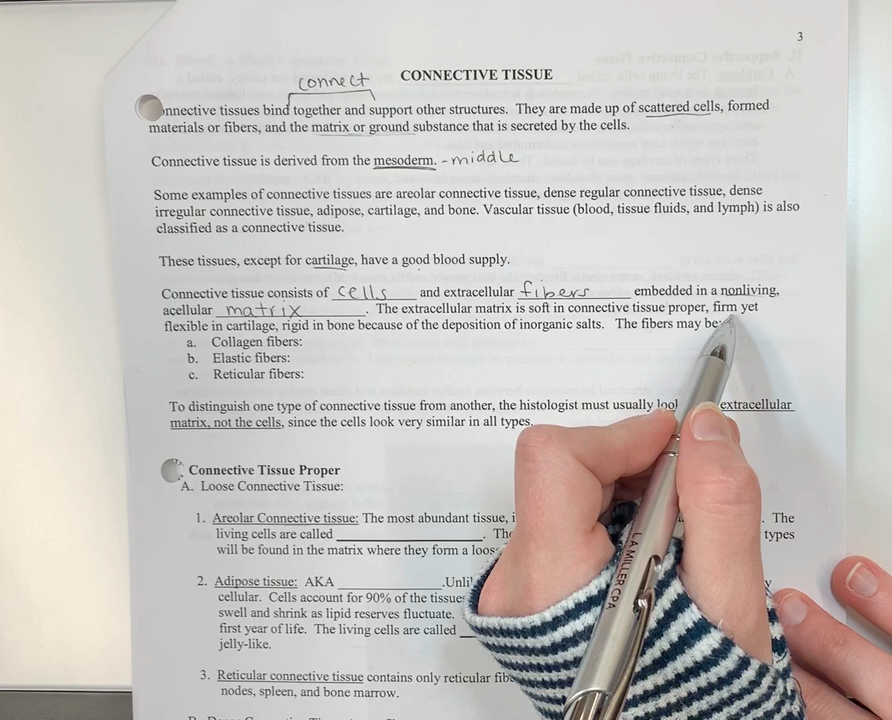 3
connect
CONNECTIVE TISSUE
onnective tissues bind together and support other structures. They are made up of scattered cells, formed
materials or fibers, and the matrix or ground substance that is secreted by the cells.
Connective tissue is derived from the mesoderm. - middle
Some examples of connective tissues are areolar connective tissue, dense regular connective tissue, dense
irregular connective tissue, adipose, cartilage, and bone. Vascular tissue (blood, tissue fluids, and lymph) is also
classified as a connective tissue.
These tissues, except for cartilage, have a good blood supply.
Connective tissue consists of cells and extracellular fibers embedded in a nonliving,
acellular matrix. The extracellular matrix is soft in connective tissue proper, firm yet
flexible in cartilage, rigid in bone because of the deposition of inorganic salts. The fibers may be:
a. Collagen fibers:
b. Elastic fibers:
c. Reticular fibers:
To distinguish one type of connective tissue from another, the histologist must usually extracellular
matrix, not the cells, since the cells look very similar in all types.
Connective Tissue Proper
A. Loose Connective Tissue:
1. Areolar Connective tissue: The most abundant tissue, . The
living cells are called . types
will be found in the matrix where they form a
2. Adipose tissue: AKA .
cellular. Cells account for 90% of the
swell and shrink as lipid reserves fluctuate.
first year of life. The living cells are called
jelly-like.
3. Reticular connective tissue contains only reticular
nodes, spleen, and bone marrow.
L A MILLER CPA